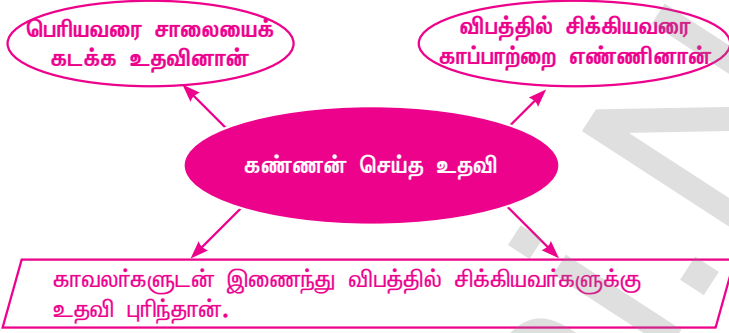 பெரியவரை சாலையைக்
கடக்க உதவினான்
விபத்தில் சிக்கியவரை
காப்பாற்றை எண்ணினான்
கண்ணன் செய்த உதவி
காவலர்களுடன் இணைந்து விபத்தில் சிக்கியவர்களுக்கு
உதவி புரிந்தான்.